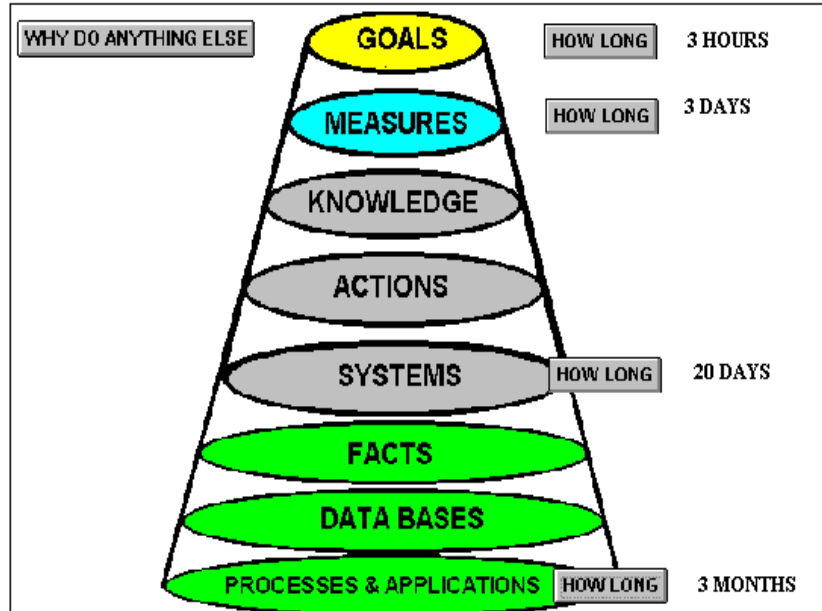 WHY DO ANYTHING ELSE
GOALS
HOW LONG
3 HOURS
MEASURES
HOW LONG
3 DAYS
KNOWLEDGE
ACTIONS
SYSTEMS
HOW LONG
20 DAYS
FACTS
DATA BASES
PROCESSES & APPLICATIONS
HOW LONG
3 MONTHS